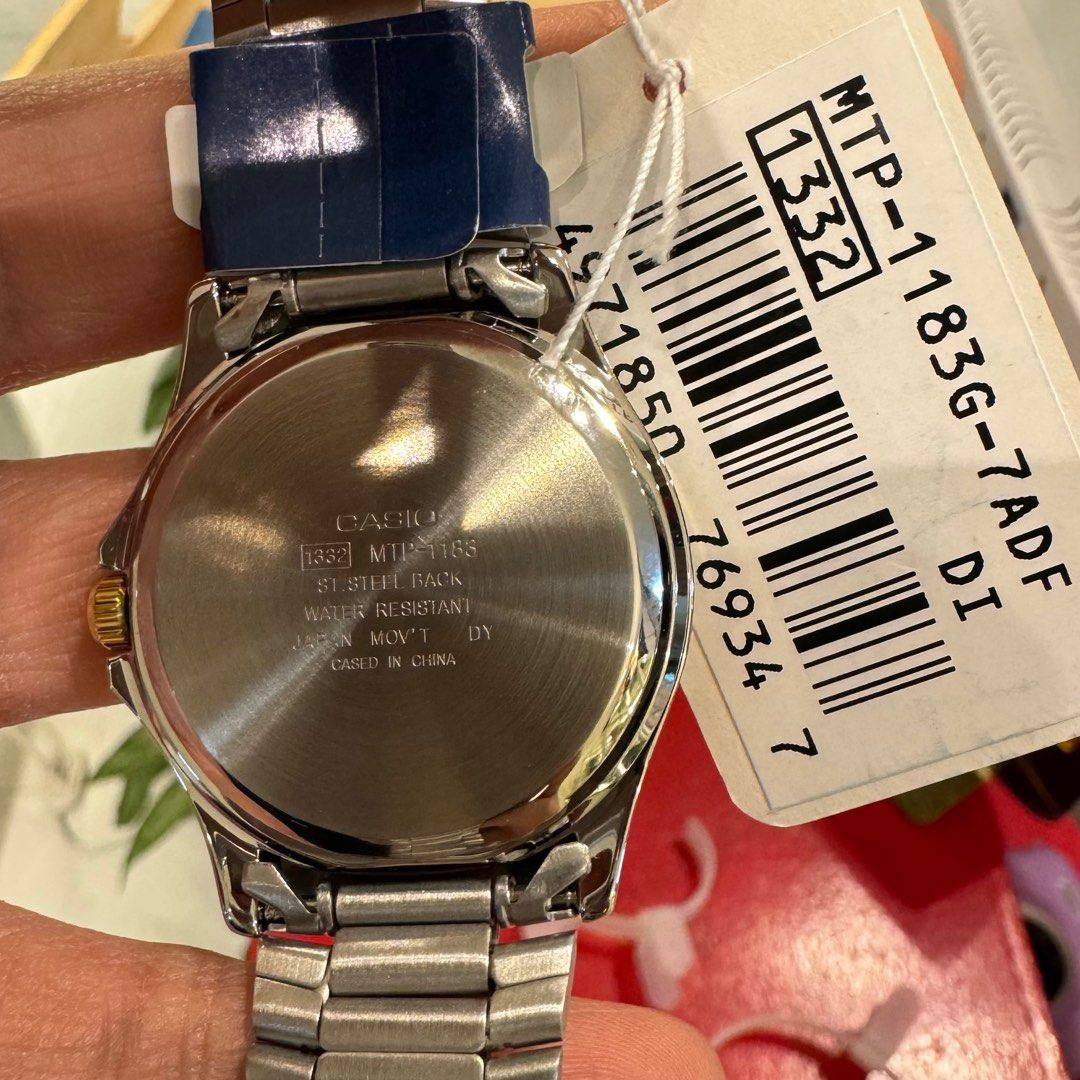 CASIO
1332 MTP-1183
ST.STEEL BACK
WATER RESISTANT
JAPAN MOV'T DY
CASED IN CHINA
MTP-1183G-7ADF
1332
DI
4971850 76934 7